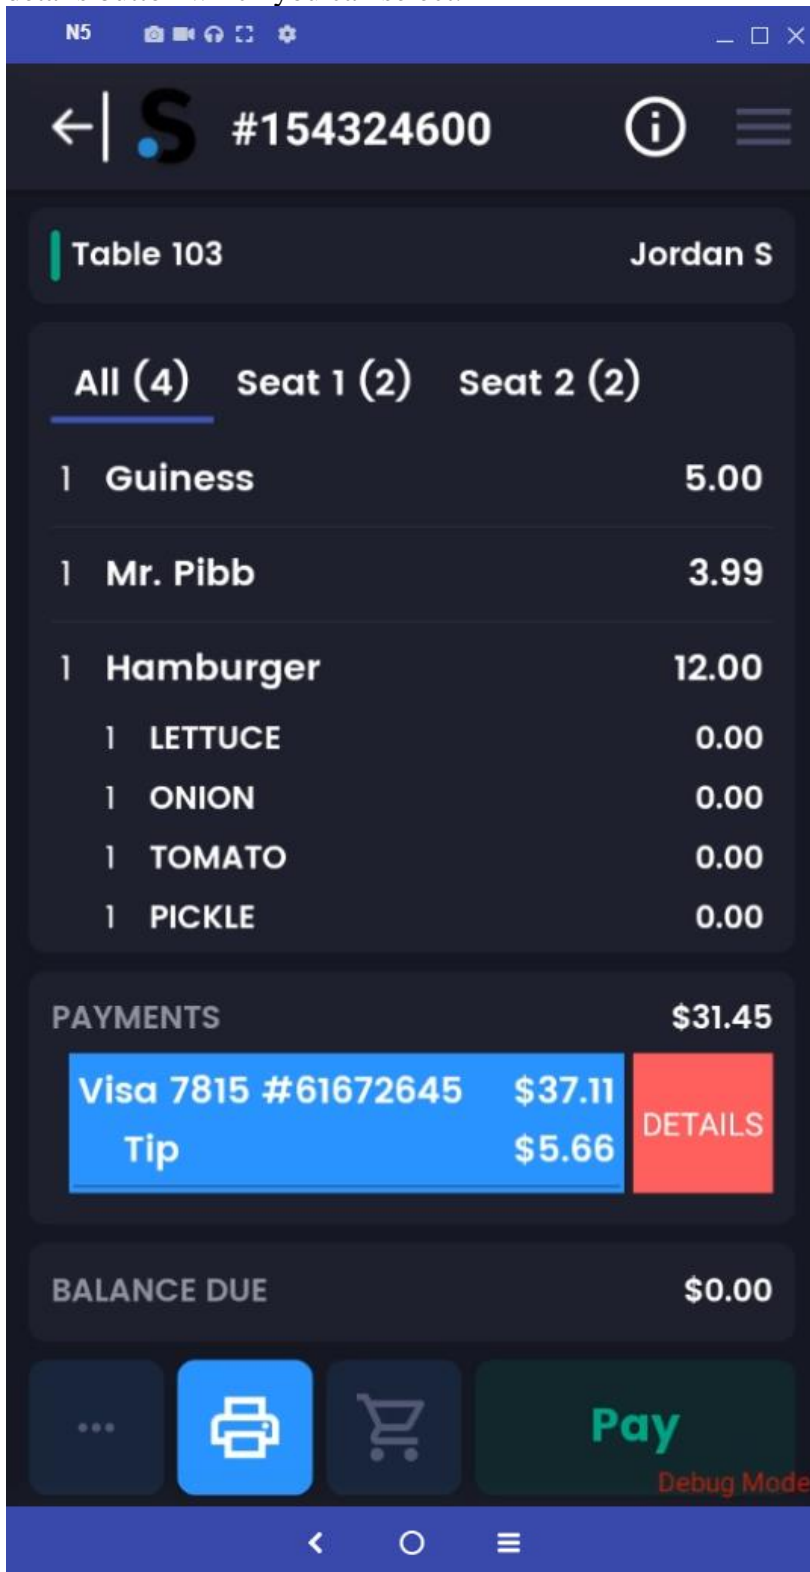 N5
S #154324600
Table 103 Jordan S
All (4) Seat 1 (2) Seat 2 (2)
1 Guiness 5.00
1 Mr. Pibb 3.99
1 Hamburger 12.00
1 LETTUCE 0.00
1 ONION 0.00
1 TOMATO 0.00
1 PICKLE 0.00
PAYMENTS $31.45
Visa 7815 #61672645 $37.11
Tip $5.66
DETAILS
BALANCE DUE $0.00
Pay
Debug Mode